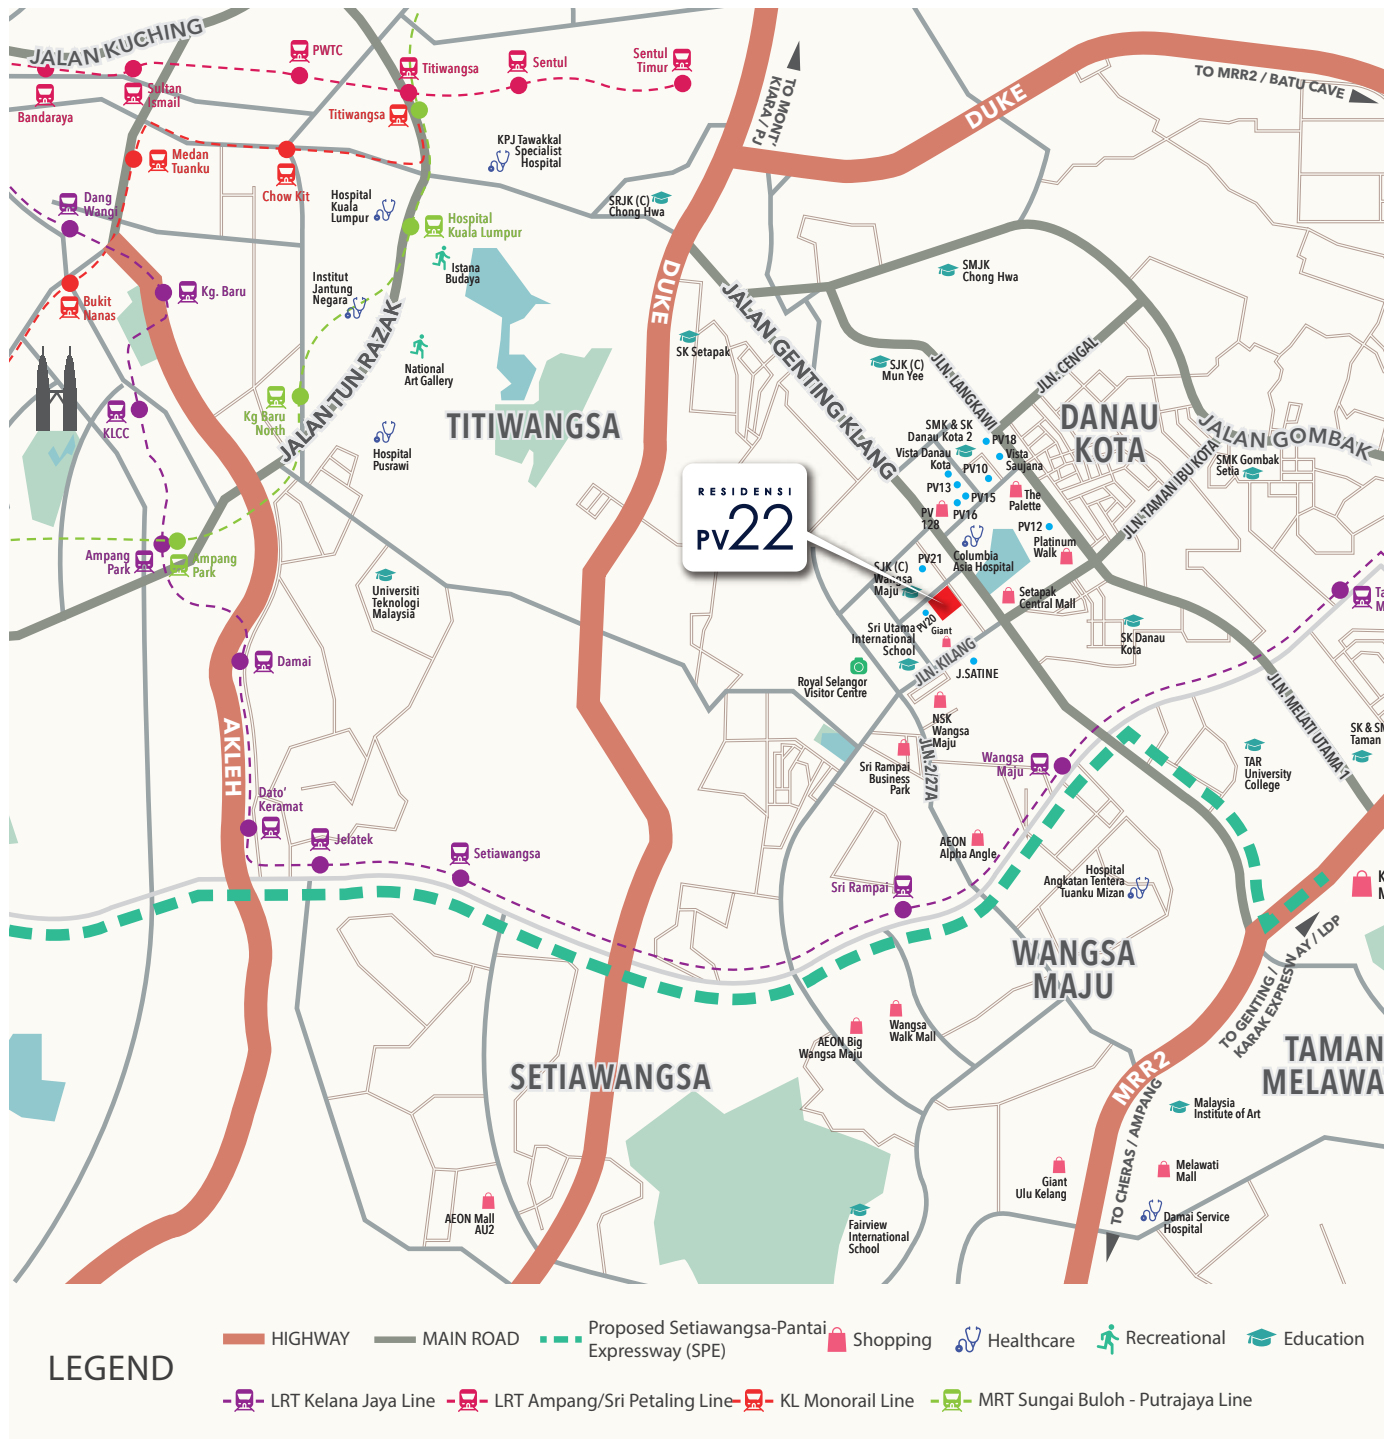 JALAN KUCHING
PWTC
Titiwangsa
Sentul
Sentul
Timur
Bandaraya
Sultan
Ismail
Titiwangsa
Medan
Tuanku
Chow Kit
KPJ Tawakkal
Specialist
Hospital
TO MONT'
KIARA / PJ
DUKE
TO MRR2 / BATU CAVE
Dang
Wangi
Hospital
Kuala
Lumpur
Hospital
Kuala Lumpur
SRJK (C)
Chong Hwa
Istana
Budaya
Institut
Jantung
Negara
Kg. Baru
Bukit
Nanas
DUKE
SMJK
Chong Hwa
SK Setapak
National
Art Gallery
JALAN TUN RAZAK
JALAN GENTING KLANG
SJK (C)
Mun Yee
JLN. LANGKAWI
JLN. CENGAL
KLCC
Kg Baru
North
TITIWANGSA
Hospital
Pusrawi
DANAU
KOTA
JALAN GOMBAK
SMK & SK
Danau Kota 2
PV18
Vista Danau
Kota
Vista
Saujana
PV10
SMK Gombak
Setia
JLN. TAMAN IBU KOTA
PV13
PV15
The
Palette
PV
128
PV16
PV12
RESIDENSI
PV22
Platinum
Walk
Columbia
Asia Hospital
PV21
Ampang
Park
Ampang
Park
SJK (C)
Wangsa
Maju
Universiti
Teknologi
Malaysia
Setapak
Central Mall
PV20
Giant
Sri Utama
International
School
SK Danau
Kota
Damai
JLN. KILANG
J.SATINE
Royal Selangor
Visitor Centre
JLN. MELATI UTAMA 1
NSK
Wangsa
Maju
AKLEH
JLN. 2/27A
Sri Rampai
Business
Park
Wangsa
Maju
TAR
University
College
Taman
Dato'
Keramat
Jelatek
Setiawangsa
AEON
Alpha Angle
Sri Rampai
Hospital
Angkatan Tentera
Tuanku Mizan
TO GENTING /
KARAK EXPRESN AY / LDP
WANGSA
MAJU
Wangsa
Walk Mall
AEON Big
Wangsa Maju
SETIAWANGSA
TAMAN
MELAWA
MRR2
TO CHERAS / AMPANG
Malaysia
Institute of Art
Giant
Ulu Kelang
Melawati
Mall
Damai Service
Hospital
AEON Mall
AU2
Fairview
International
School
LEGEND
HIGHWAY
MAIN ROAD
Proposed Setiawangsa-Pantai
Expressway (SPE)
Shopping
Healthcare
Recreational
Education
LRT Kelana Jaya Line
LRT Ampang/Sri Petaling Line
KL Monorail Line
MRT Sungai Buloh - Putrajaya Line